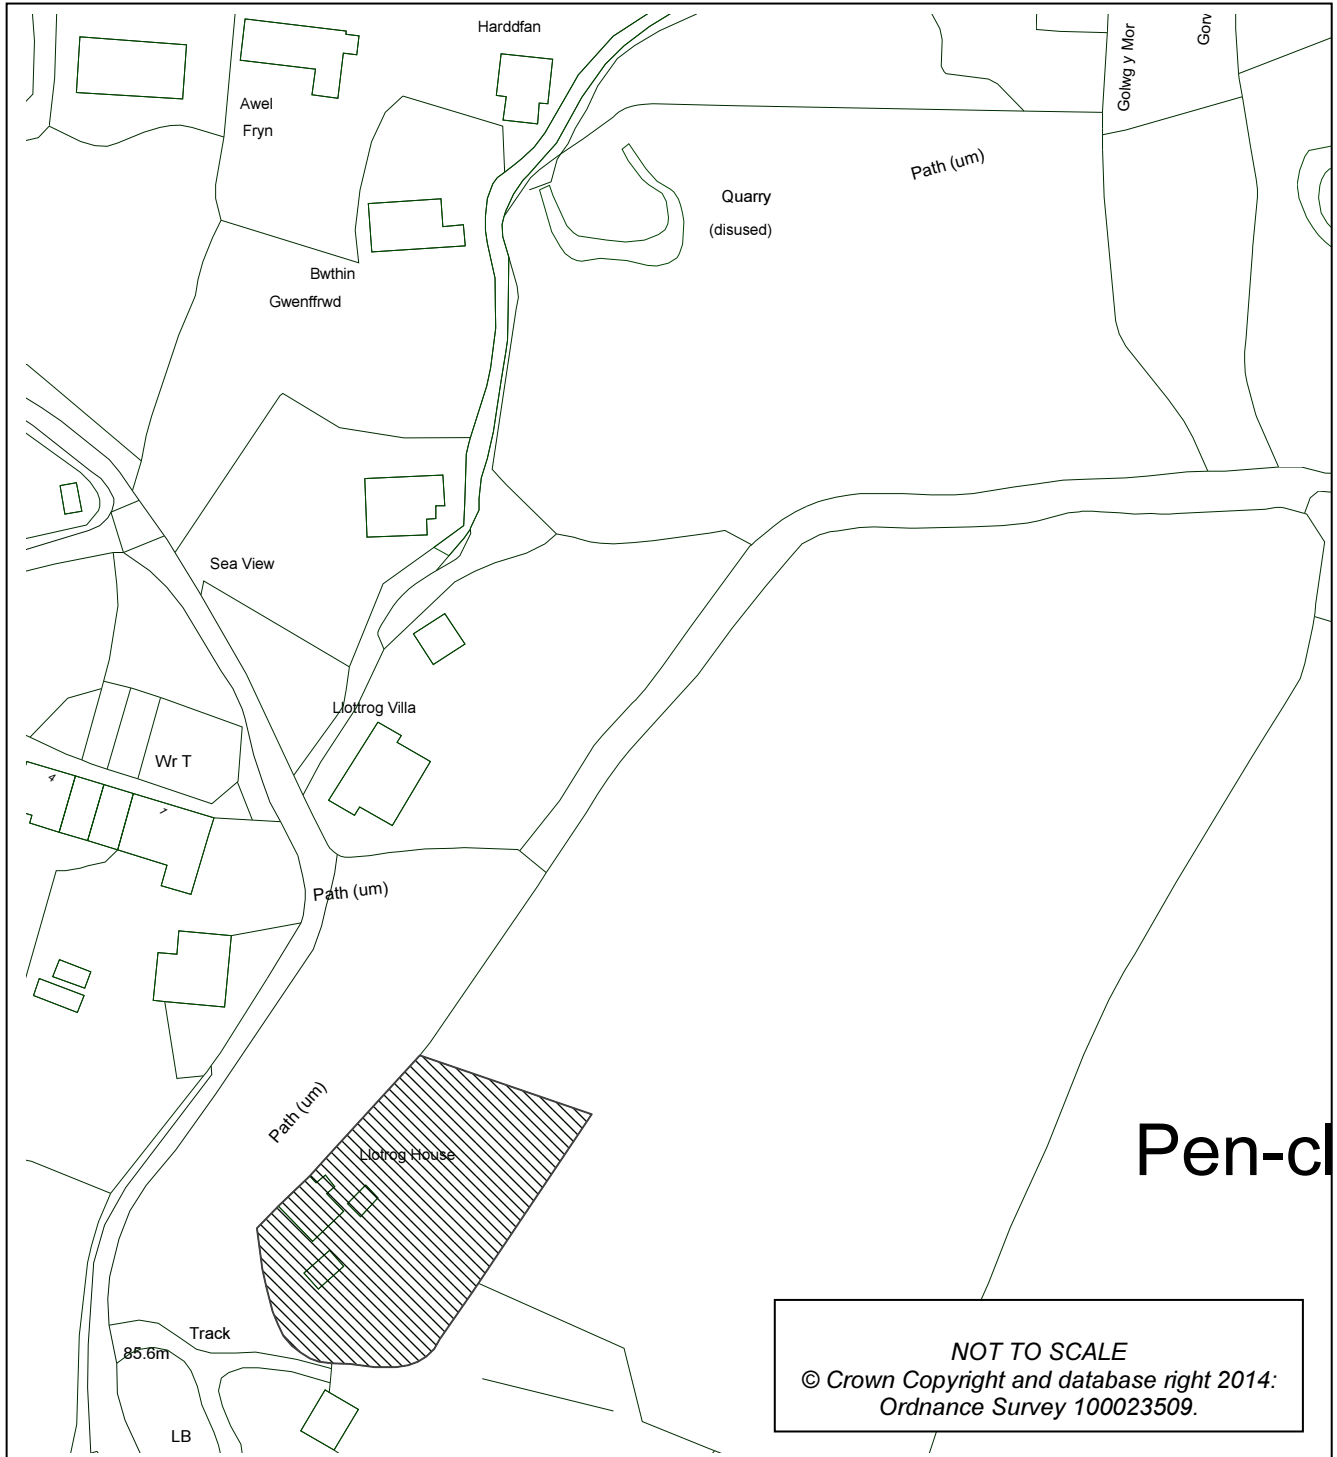 Harddfan
Golwg y Mor
Gorv
Awel
Fryn
Path (um)
Quarry
(disused)
Bwthin
Gwenffrwd
Sea View
Llottrog Villa
Wr T
4
1
Path (um)
Path (um)
Llotrog House
Pen-cl
Track
85.6m
LB
NOT TO SCALE
© Crown Copyright and database right 2014:
Ordnance Survey 100023509.